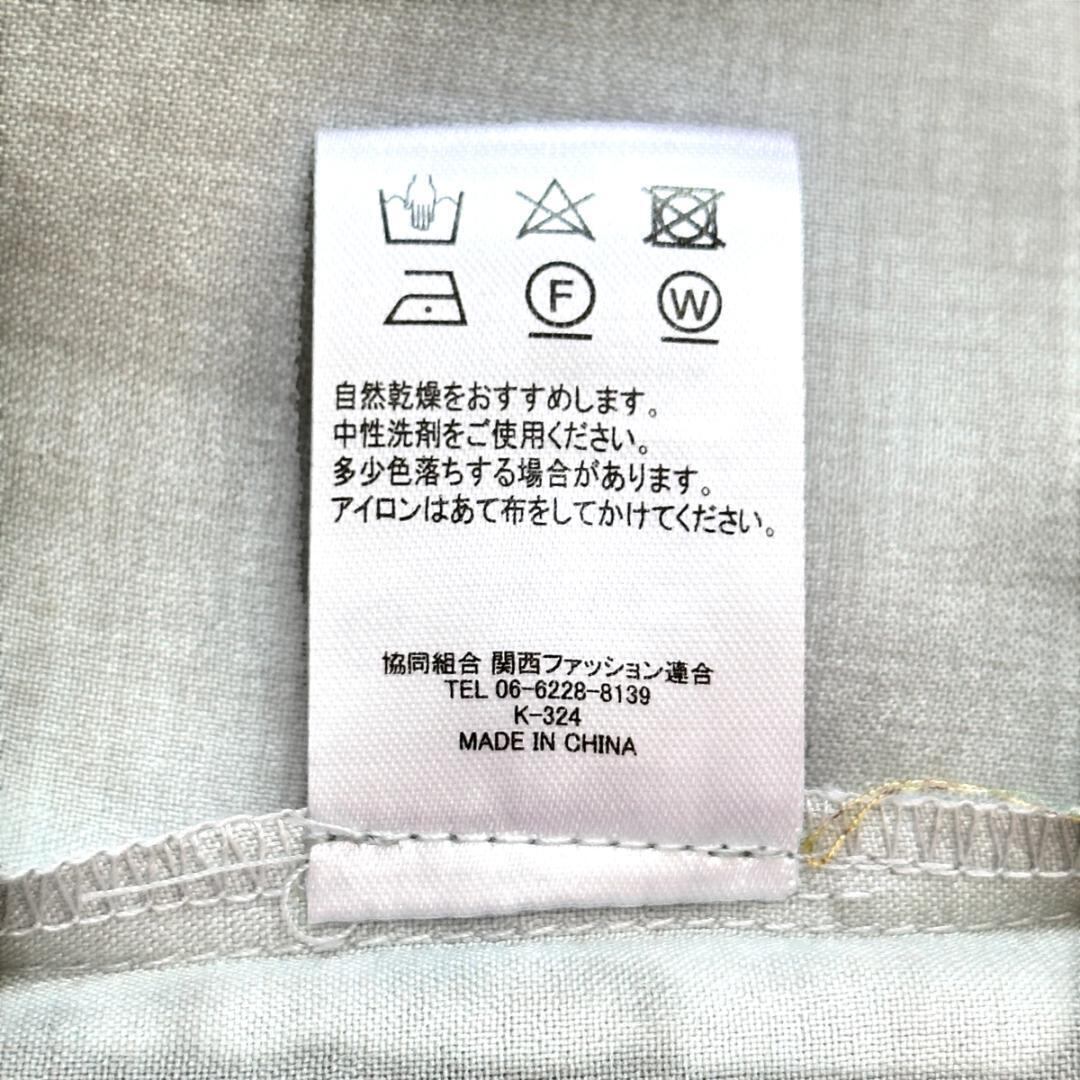 F W
自然乾燥をおすすめします。
中性洗剤をご使用ください。
多少色落ちする場合があります。
アイロンはあて布をしてかけてください。
協同組合 関西ファッション連合
TEL 06-6228-8139
K-324
MADE IN CHINA